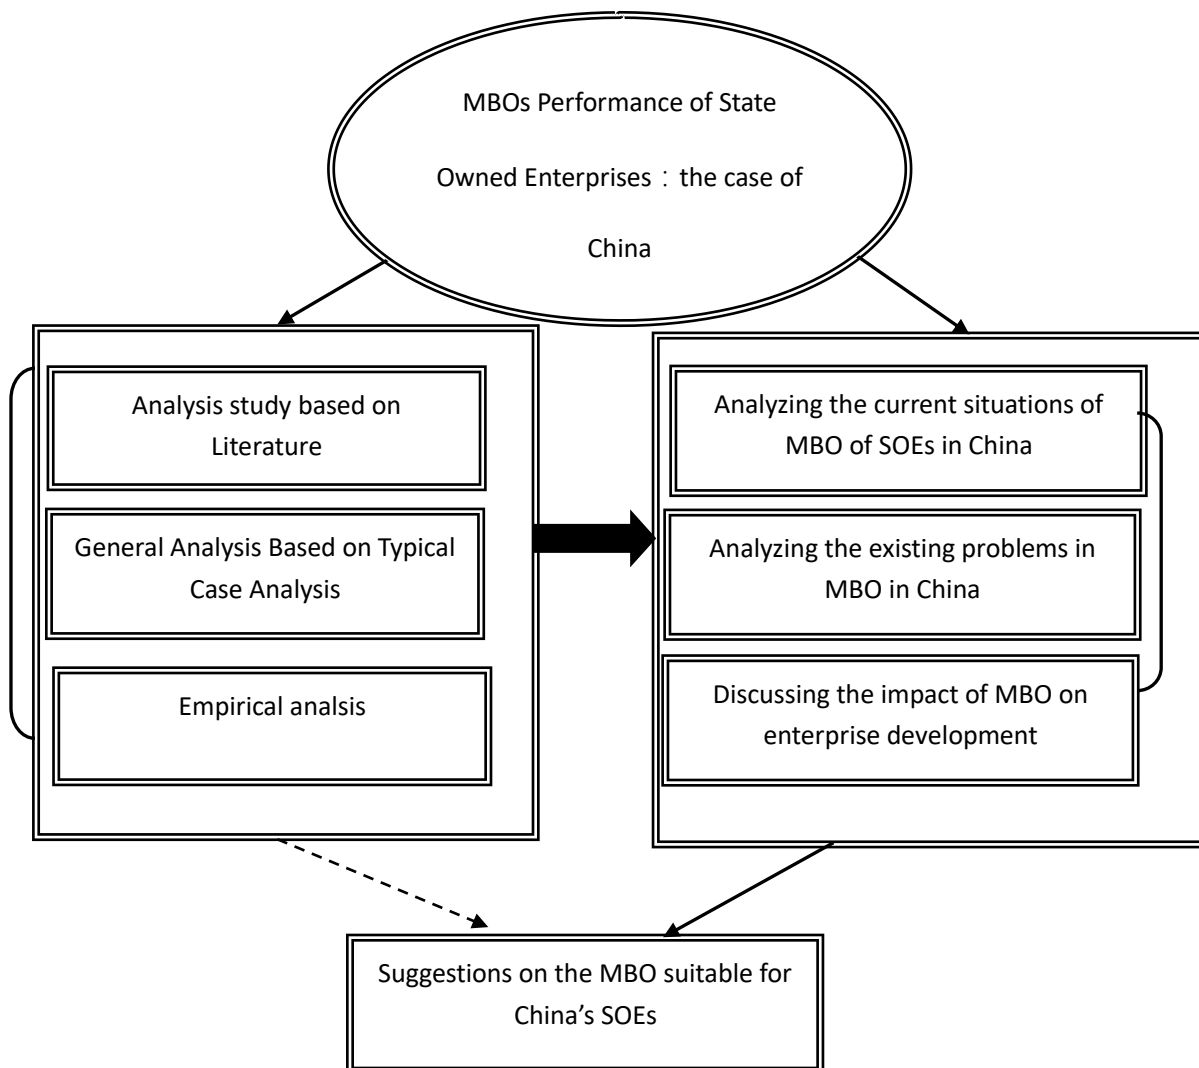 MBOs Performance of State
Owned Enterprises：the case of
China
Analysis study based on
Literature
General Analysis Based on Typical
Case Analysis
Empirical analsis
Analyzing the current situations of
MBO of SOEs in China
Analyzing the existing problems in
MBO in China
Discussing the impact of MBO on
enterprise development
Suggestions on the MBO suitable for
China’s SOEs